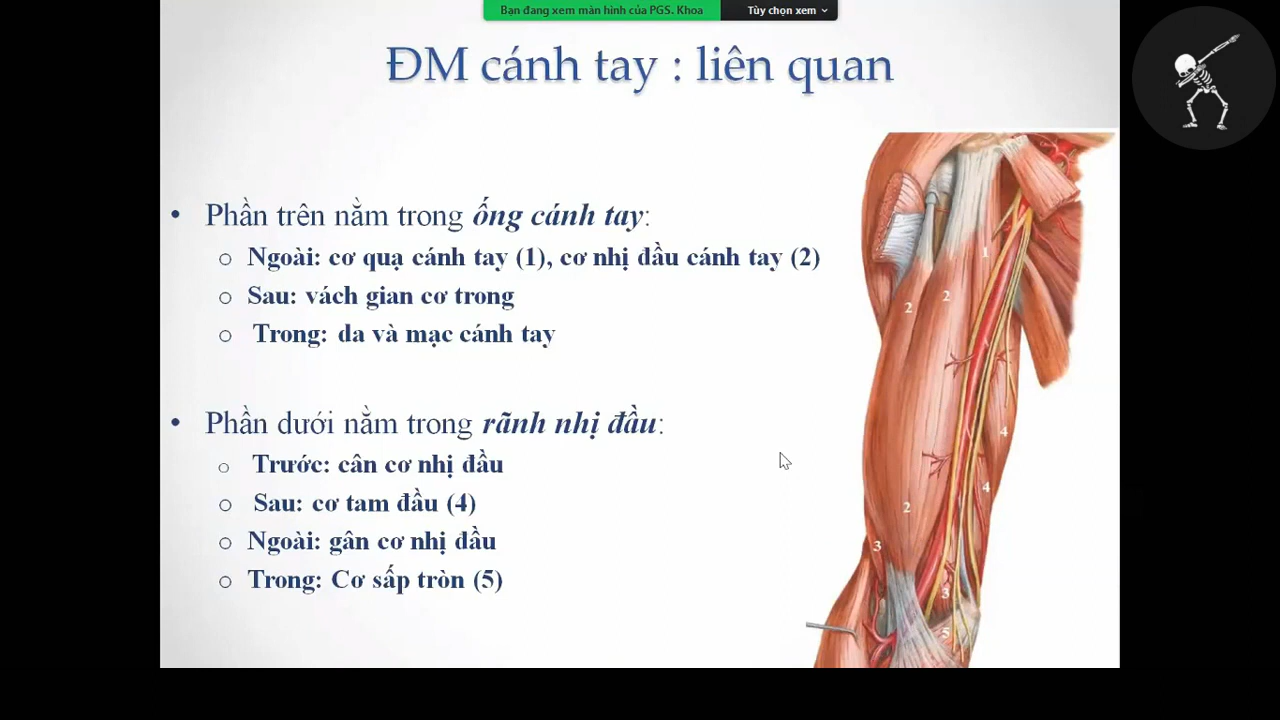 Bạn đang xem màn hình của PGS. Khoa
Tùy chọn xem
ĐM cánh tay : liên quan
• Phần trên nằm trong ống cánh tay:
o Ngoài: cơ quạ cánh tay (1), cơ nhị đầu cánh tay (2)
o Sau: vách gian cơ trong
o Trong: da và mạc cánh tay
• Phần dưới nằm trong rãnh nhị đầu:
o Trước: cân cơ nhị đầu
o Sau: cơ tam đầu (4)
o Ngoài: gân cơ nhị đầu
o Trong: Cơ sấp tròn (5)
1
2
2
4
4
2
3
3
5